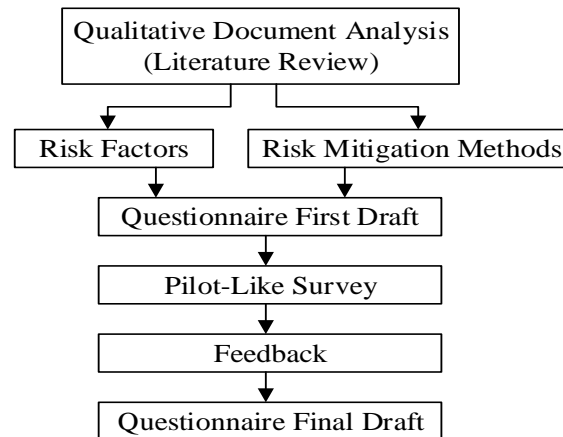 Qualitative Document Analysis
(Literature Review)
Risk Factors
Risk Mitigation Methods
Questionnaire First Draft
Pilot-Like Survey
Feedback
Questionnaire Final Draft